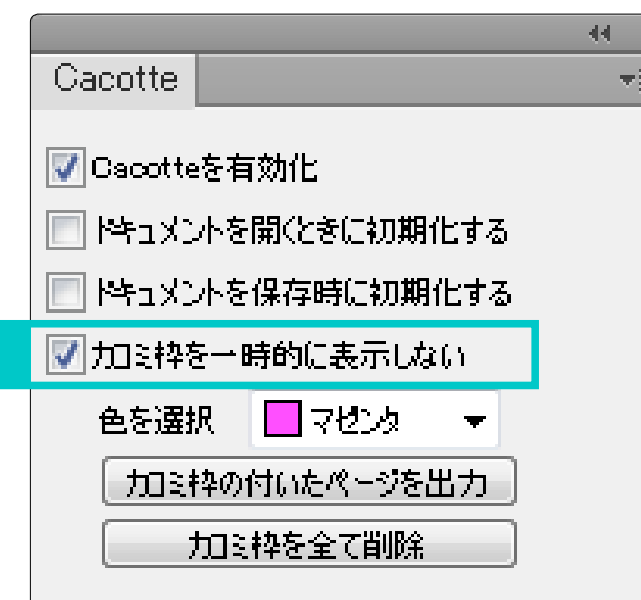 Cacotte
Cacotteを有効化
ドキュメントを開くときに初期化する
ドキュメントを保存時に初期化する
カコミ枠を一時的に表示しない
色を選択 マゼンタ
カコミ枠の付いたページを出力
カコミ枠を全て削除